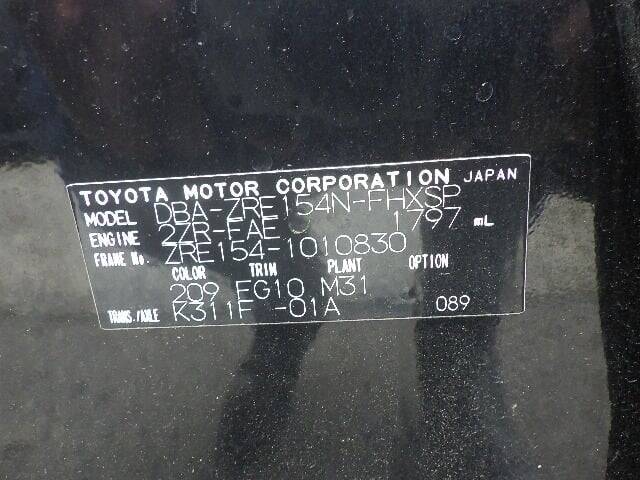 TOYOTA MOTOR CORPORATION JAPAN
MODEL DBA-ZRE154N-FHXSP
ENGINE 2ZR-FAE 1797 mL
FRAME No. ZRE154-1010830
COLOR TRIM PLANT OPTION
209 FG10 M31
TRANS./AXLE K311F -01A 089